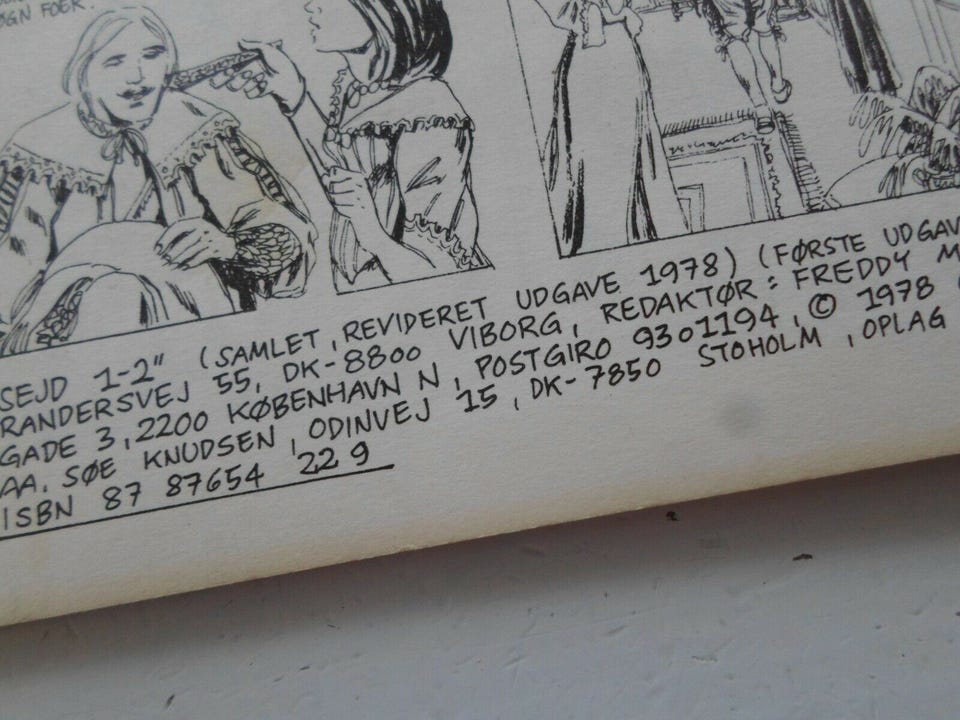 ØGN FOER.
SEJD 1-2" (SAMLET, REVIDERET UDGAVE 1978) (FØRSTE UDGAV
RANDERSVEJ 55, DK-8800 VIBORG, REDAKTØR: FREDDY M
GADE 3, 2200 KØBENHAVN N, POSTGIRO 9301194, © 1978
AA. SØE KNUDSEN, ODINVEJ 15, DK-7850 STOHOLM, OPLAG
ISBN 87 87654 22 9